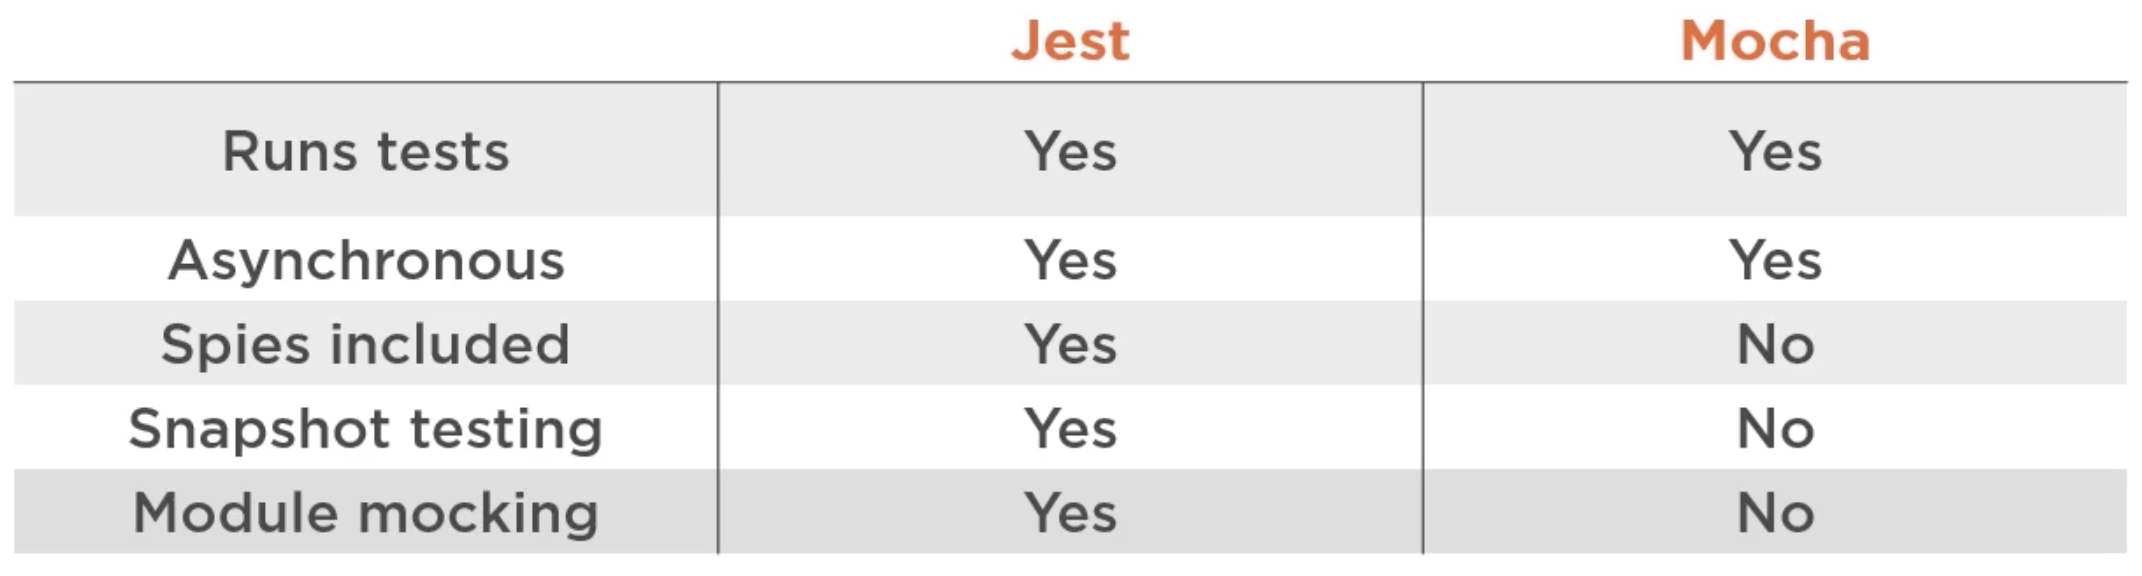 Jest Mocha
Runs tests Yes Yes
Asynchronous Yes Yes
Spies included Yes No
Snapshot testing Yes No
Module mocking Yes No